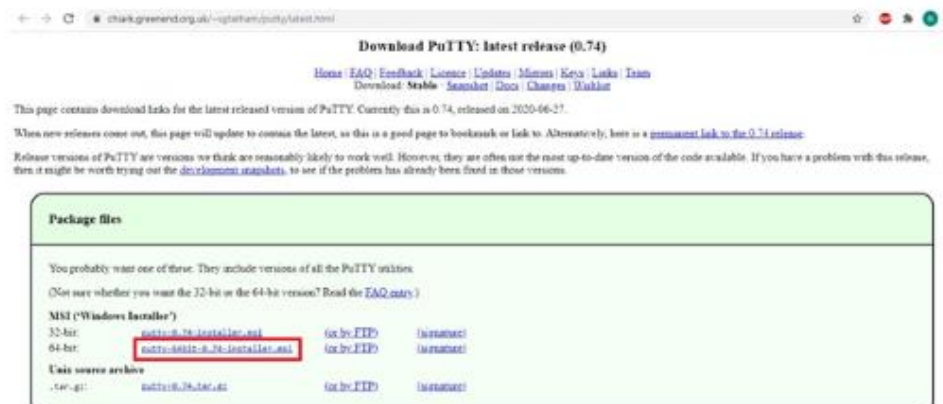 chiark.greenend.org.uk/~sgtatham/putty/latest.html
Download PuTTY: latest release (0.74)
Home | FAQ | Feedback | Licence | Updates | Mirrors | Keys | Links | Team
Download: Stable · Snapshot | Docs | Changes | Wishlist
This page contains download links for the latest released version of PuTTY. Currently this is 0.74, released on 2020-06-27.
When new releases come out, this page will update to contain the latest, so this is a good page to bookmark or link to. Alternatively, here is a permanent link to the 0.74 release.
Release versions of PuTTY are versions we think are reasonably likely to work well. However, they are often not the most up-to-date version of the code available. If you have a problem with this release,
then it might be worth trying out the development snapshots, to see if the problem has already been fixed in those versions.
Package files
You probably want one of these. They include versions of all the PuTTY utilities.
(Not sure whether you want the 32-bit or the 64-bit version? Read the FAQ entry.)
MSI (‘Windows Installer’)
32-bit: putty-0.74-installer.msi (or by FTP) (signature)
64-bit: putty-64bit-0.74-installer.msi (or by FTP) (signature)
Unix source archive
.tar.gz: putty-0.74.tar.gz (or by FTP) (signature)